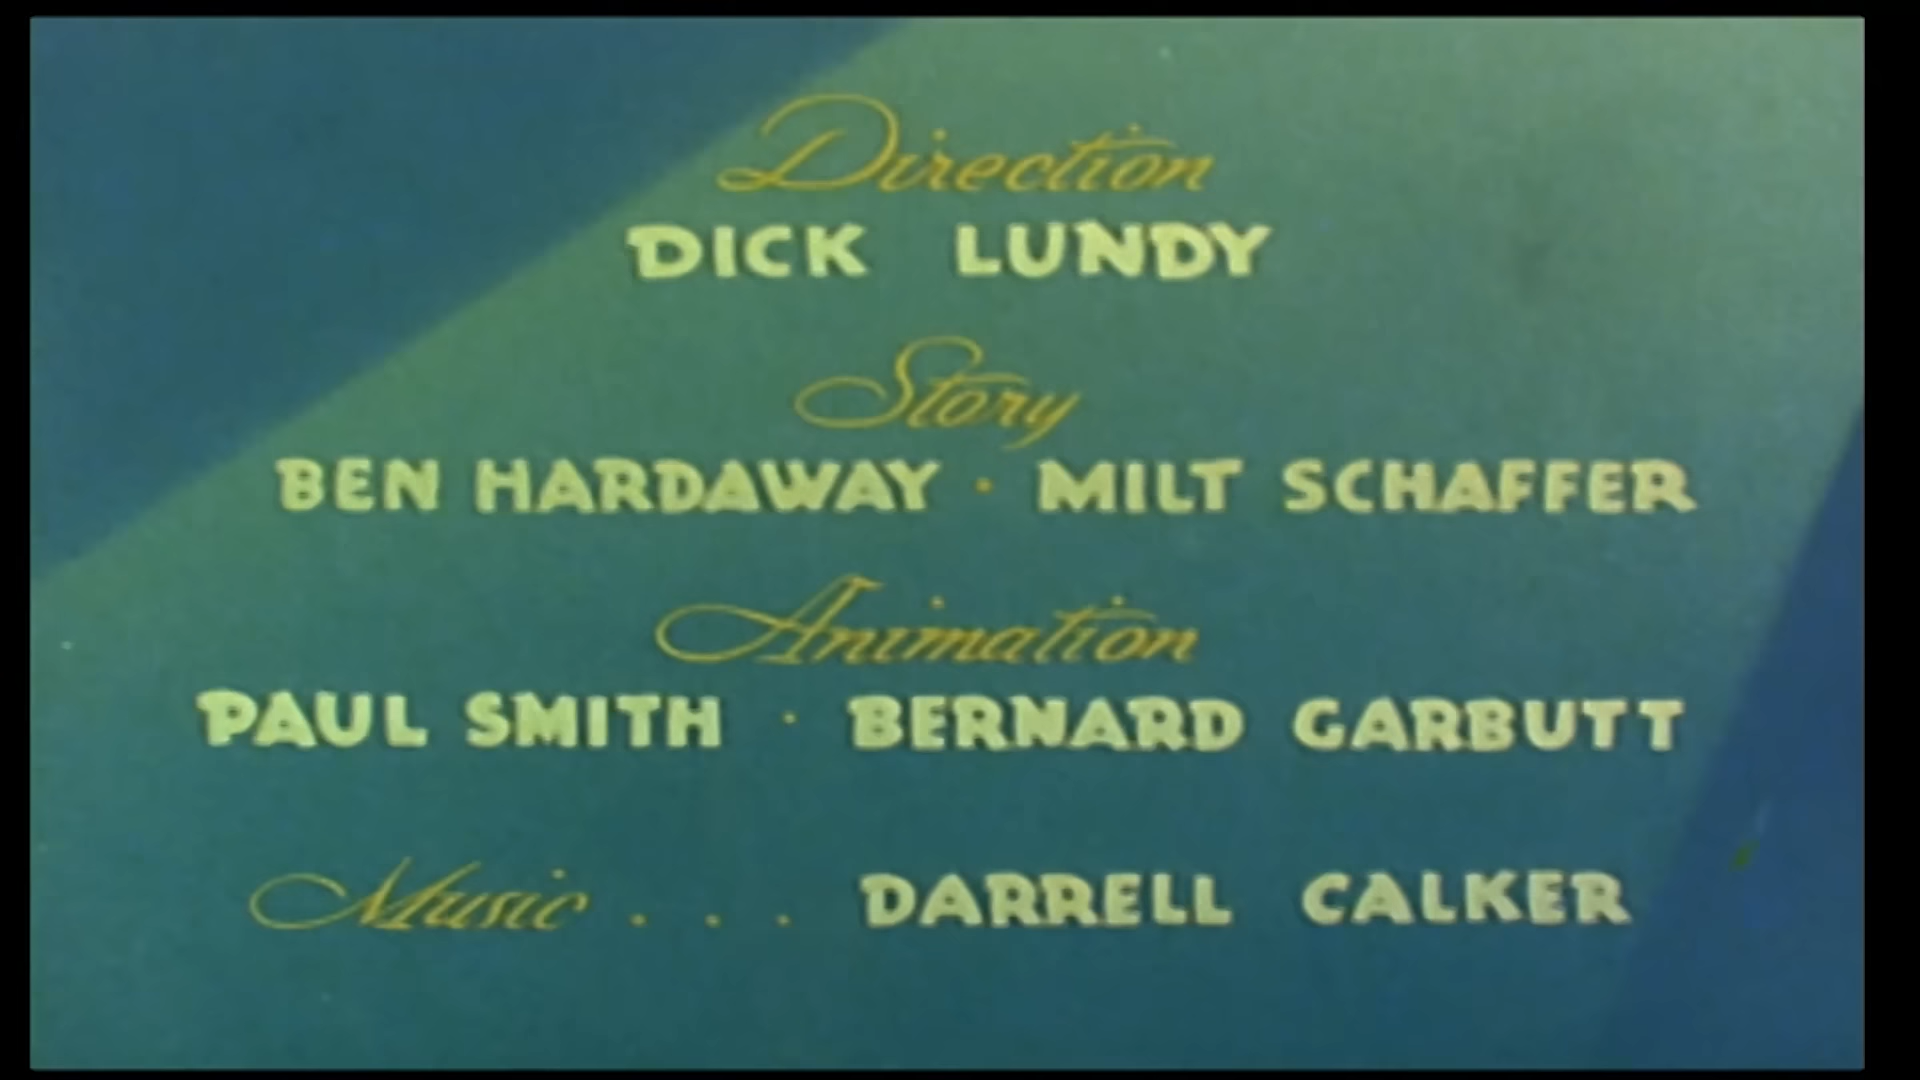 Direction
DICK LUNDY
Story
BEN HARDAWAY · MILT SCHAFFER
Animation
PAUL SMITH · BERNARD GARBUTT
Music . . . DARRELL CALKER